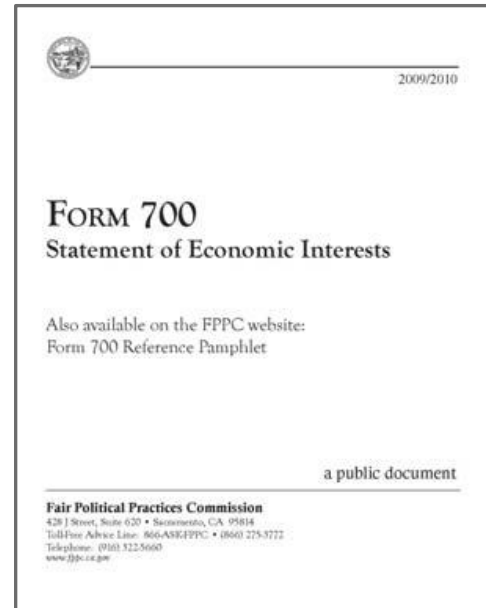 2009/2010
FORM 700
Statement of Economic Interests
Also available on the FPPC website:
Form 700 Reference Pamphlet
a public document
Fair Political Practices Commission
428 J Street, Suite 620 • Sacramento, CA 95814
Toll-Free Advice Line: 866-ASK-FPPC • (866) 275-3772
Telephone: (916) 322-5660
www.fppc.ca.gov